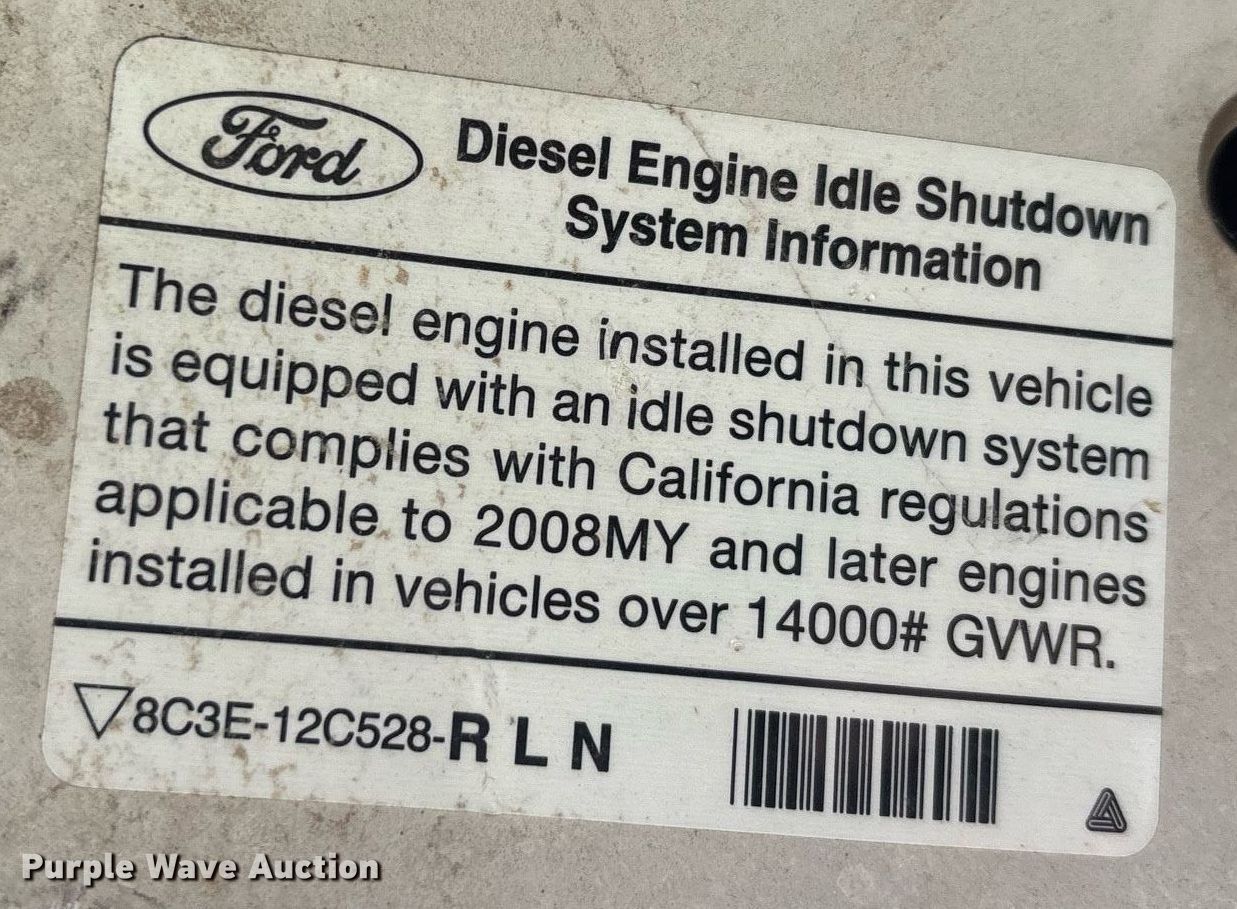 Ford
Diesel Engine Idle Shutdown
System Information
The diesel engine installed in this vehicle
is equipped with an idle shutdown system
that complies with California regulations
applicable to 2008MY and later engines
installed in vehicles over 14000# GVWR.
8C3E-12C528-R L N
Purple Wave Auction